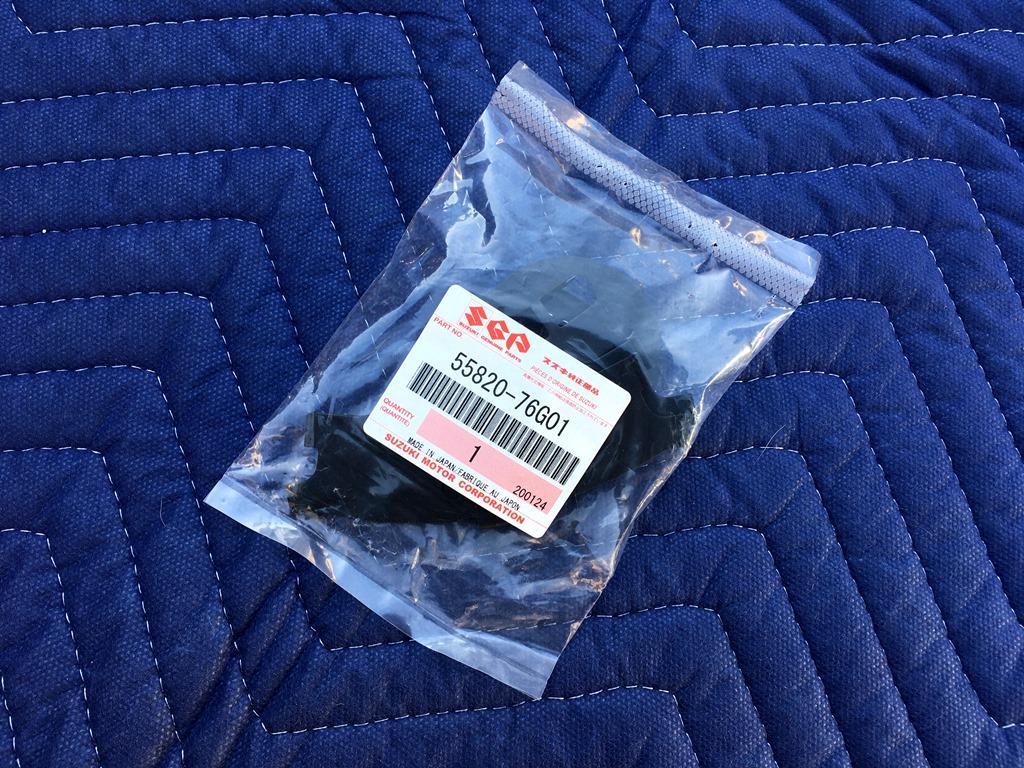 SGP
SUZUKI GENUINE PARTS
スズキ純正部品
PIÈCES D'ORIGINE DE SUZUKI
PART NO.
55820-76G01
QUANTITY
(QUANTITÉ)
1
200124
MADE IN JAPAN/FABRIQUÉ AU JAPON
SUZUKI MOTOR CORPORATION